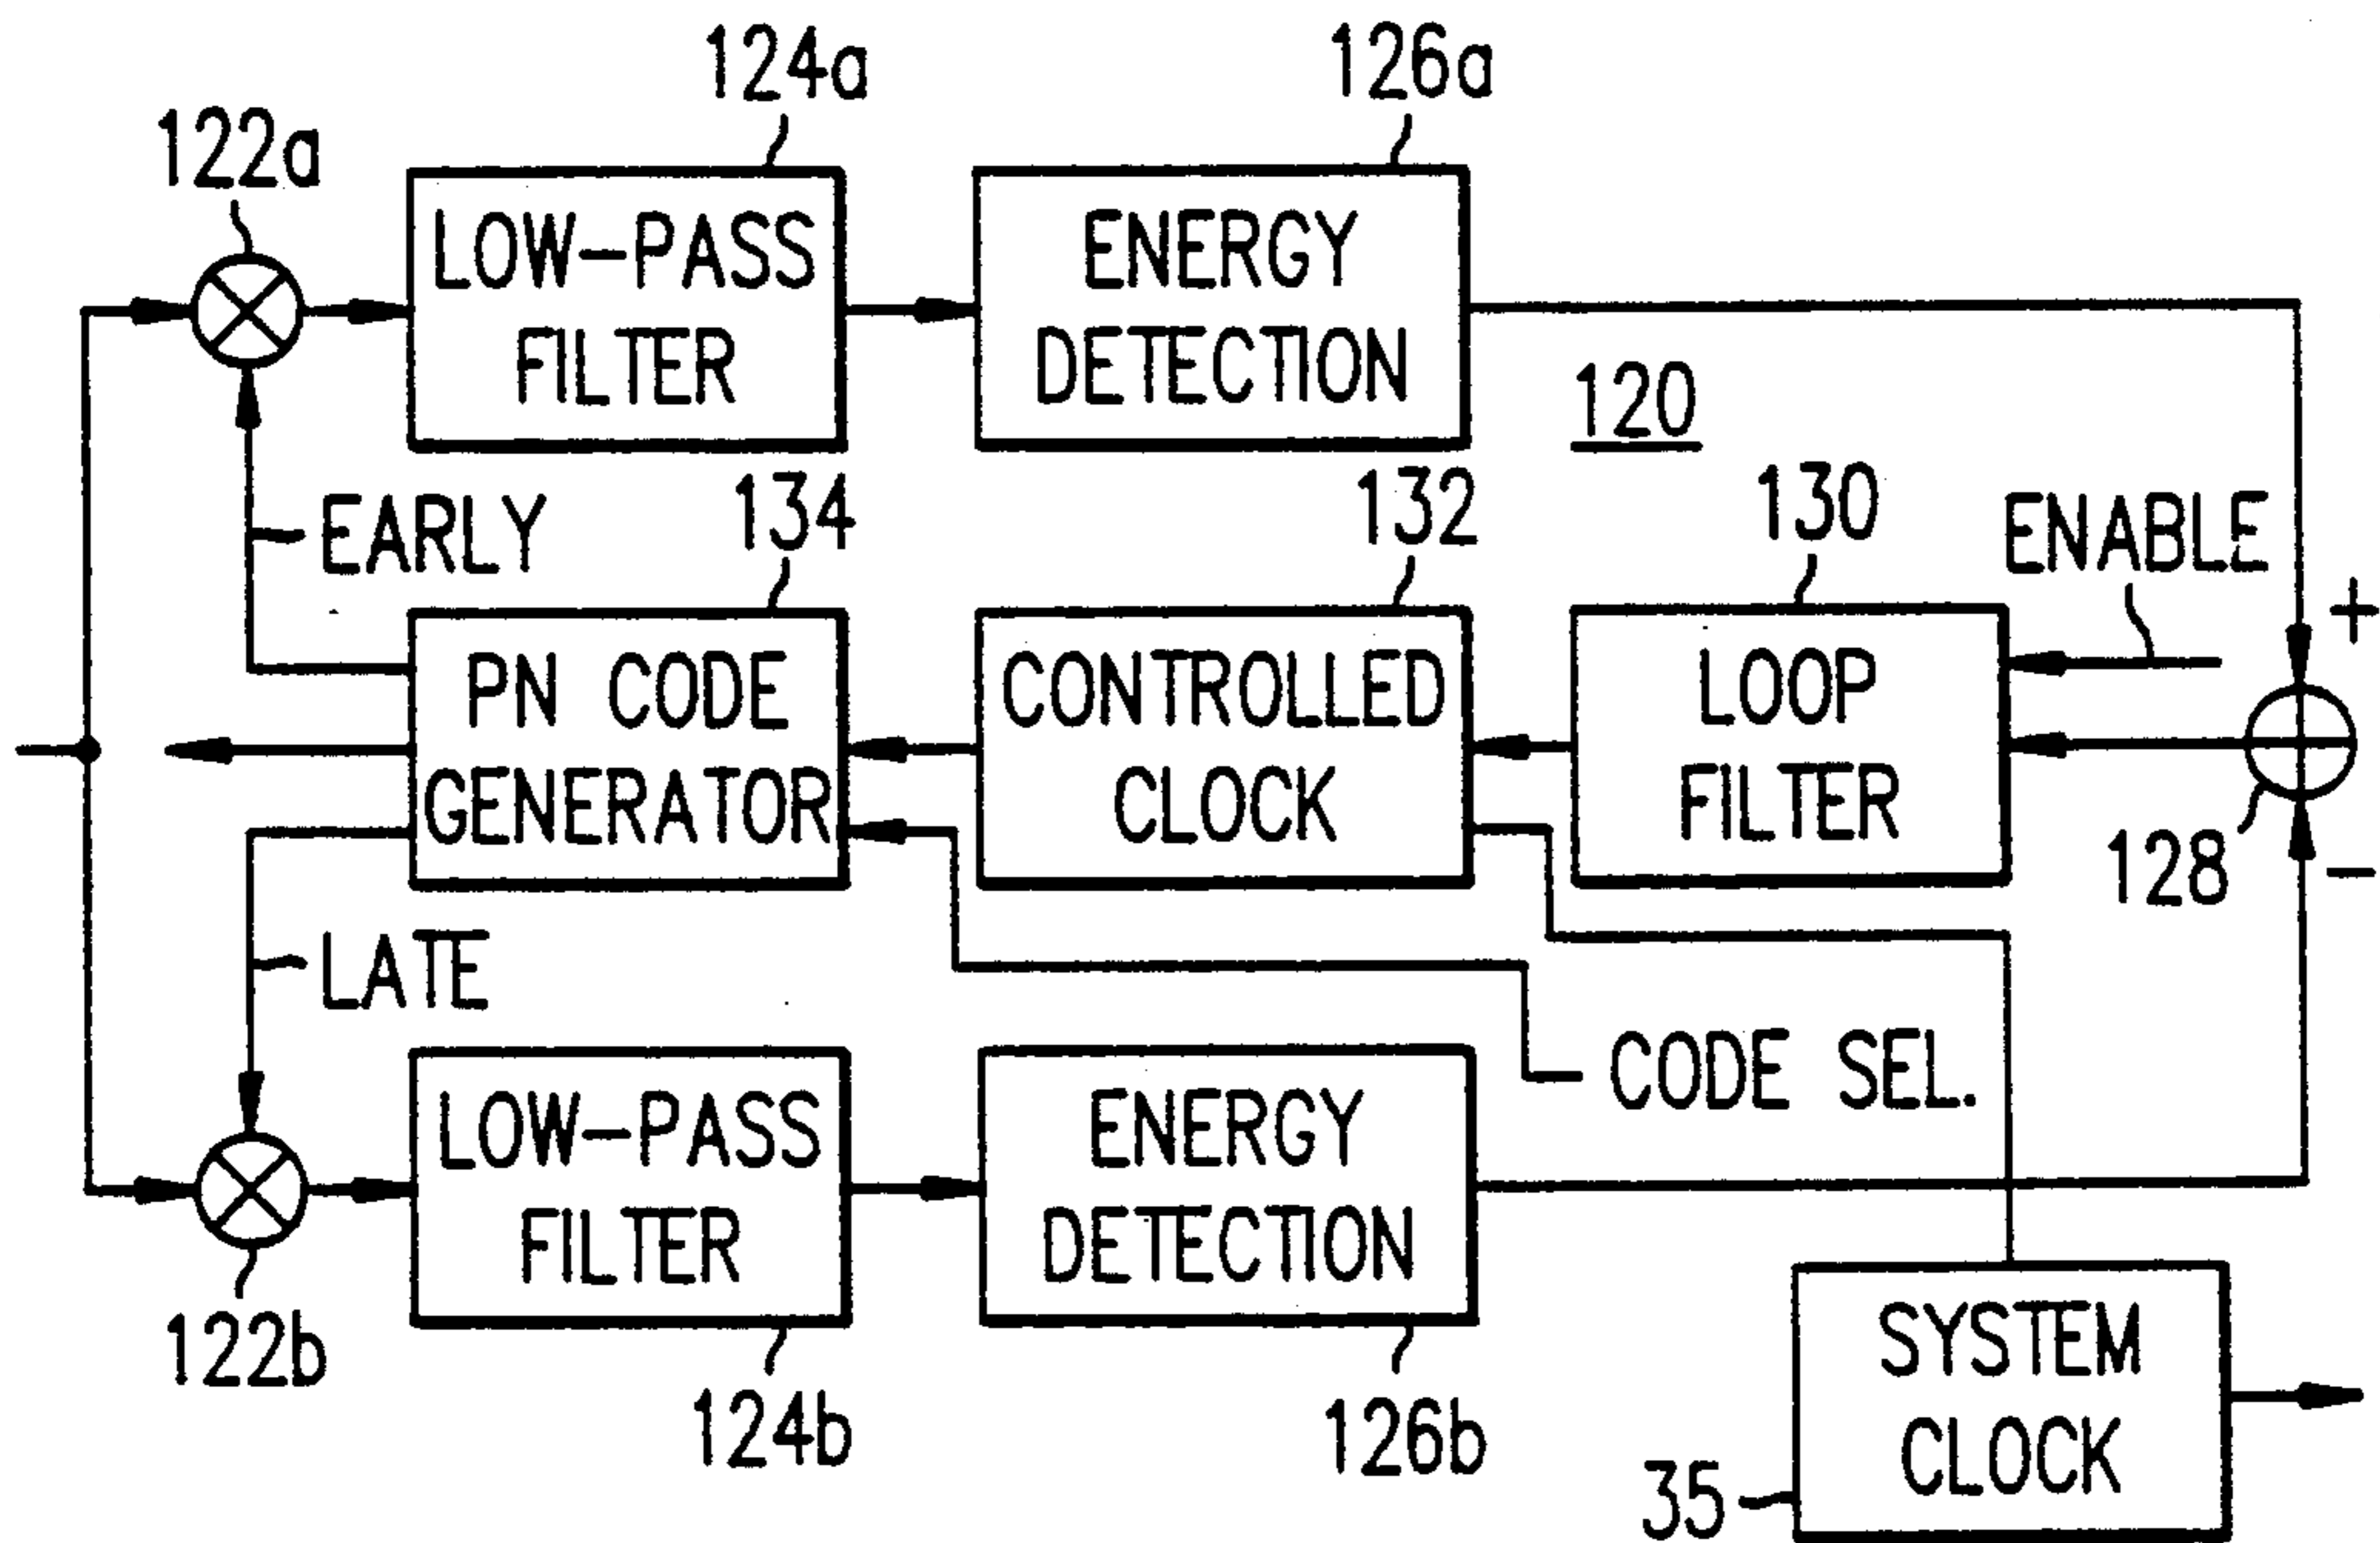 124a
126a
122a
LOW-PASS
FILTER
ENERGY
DETECTION
120
EARLY
134
132
130
ENABLE
+
PN CODE
GENERATOR
CONTROLLED
CLOCK
LOOP
FILTER
128
-
LATE
CODE SEL.
LOW-PASS
FILTER
ENERGY
DETECTION
122b
124b
126b
SYSTEM
CLOCK
35